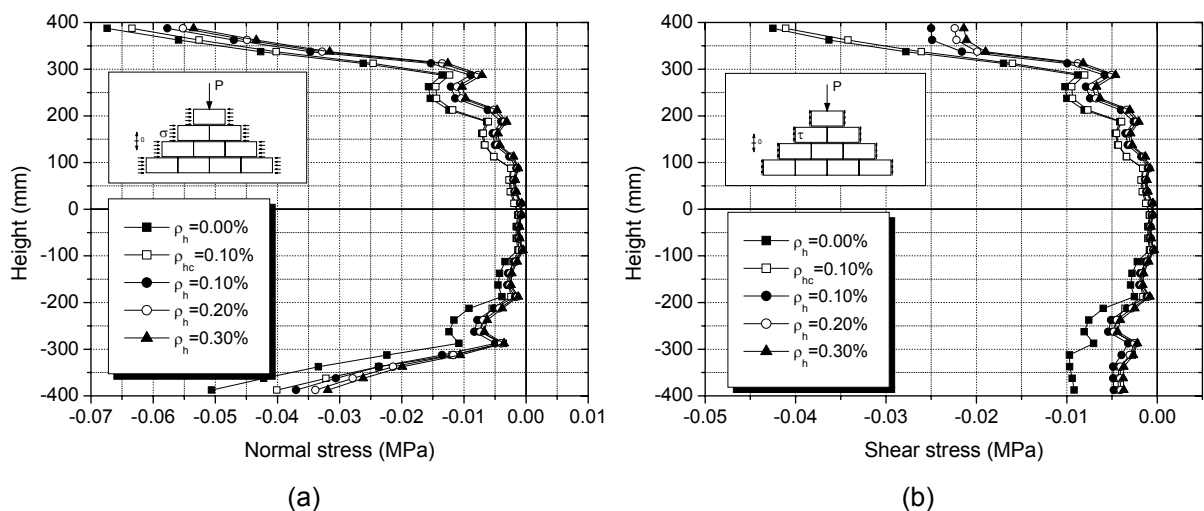 400
300
200
100
0
-100
-200
-300
-400
Height (mm)
-0.07 -0.06 -0.05 -0.04 -0.03 -0.02 -0.01 0.00 0.01
Normal stress (MPa)
P
σ
0
ρh=0.00%
ρhc=0.10%
ρh=0.10%
ρh=0.20%
ρh=0.30%
(a)
400
300
200
100
0
-100
-200
-300
-400
Height (mm)
-0.05 -0.04 -0.03 -0.02 -0.01 0.00
Shear stress (MPa)
P
τ
0
ρh=0.00%
ρhc=0.10%
ρh=0.10%
ρh=0.20%
ρh=0.30%
(b)